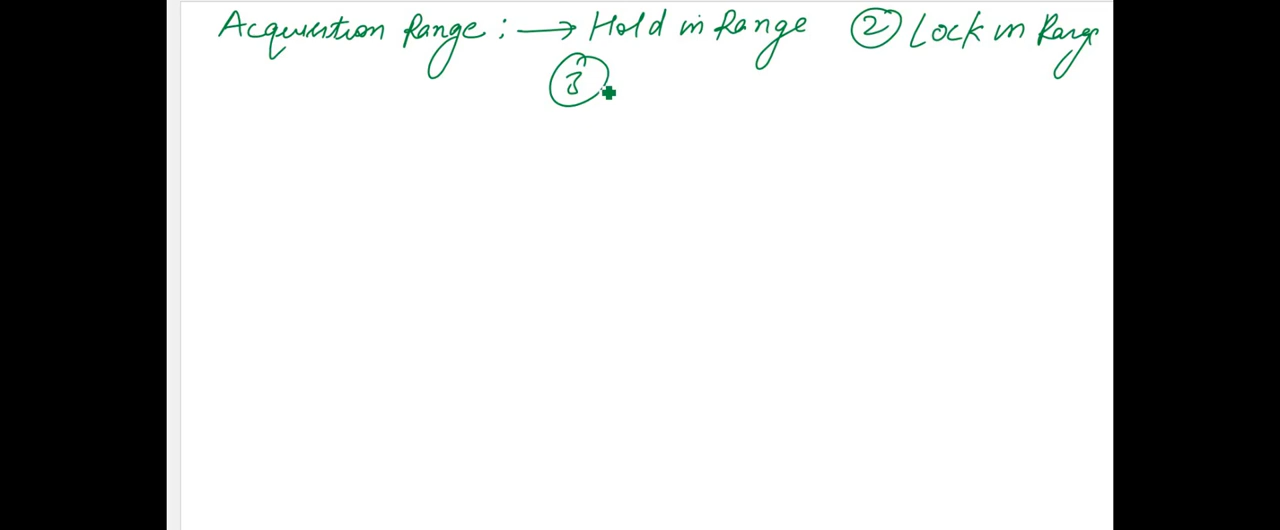 Acquisition Range : → Hold in Range ② Lock in Range
③